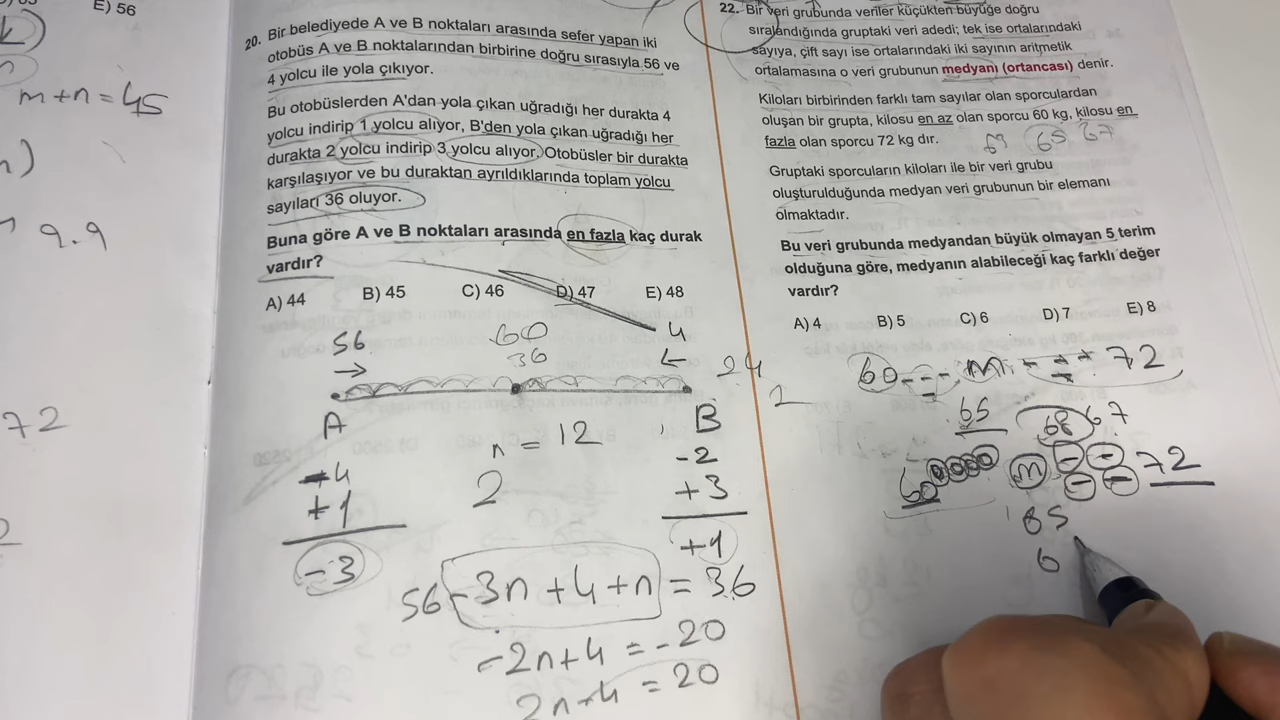 E) 56
m+n=45
9.9
72
20. Bir belediyede A ve B noktaları arasında sefer yapan iki
otobüs A ve B noktalarından birbirine doğru sırasıyla 56 ve
4 yolcu ile yola çıkıyor.
Bu otobüslerden A'dan yola çıkan uğradığı her durakta 4
yolcu indirip 1 yolcu alıyor, B'den yola çıkan uğradığı her
durakta 2 yolcu indirip 3 yolcu alıyor. Otobüsler bir durakta
karşılaşıyor ve bu duraktan ayrıldıklarında toplam yolcu
sayıları 36 oluyor.
Buna göre A ve B noktaları arasında en fazla kaç durak
vardır?
A) 44 B) 45 C) 46 D) 47 E) 48
56 60 4
36 24
A B
n = 12
-4 2 -2
+1 +3
-3 +1
56-3n+4+n = 36
-2n+4 = -20
2n+4 = 20
22. Bir veri grubunda veriler küçükten büyüğe doğru
sıralandığında gruptaki veri adedi; tek ise ortalarındaki
sayıya, çift sayı ise ortalarındaki iki sayının aritmetik
ortalamasına o veri grubunun medyanı (ortancası) denir.
Kiloları birbirinden farklı tam sayılar olan sporculardan
oluşan bir grupta, kilosu en az olan sporcu 60 kg, kilosu en
fazla olan sporcu 72 kg dır.
65 67
Gruptaki sporcuların kiloları ile bir veri grubu
oluşturulduğunda medyan veri grubunun bir elemanı
olmaktadır.
Bu veri grubunda medyandan büyük olmayan 5 terim
olduğuna göre, medyanın alabileceği kaç farklı değer
vardır?
A) 4 B) 5 C) 6 D) 7 E) 8
60 --- m ---- 72
65 68 67
60 m ---- 72
65
6